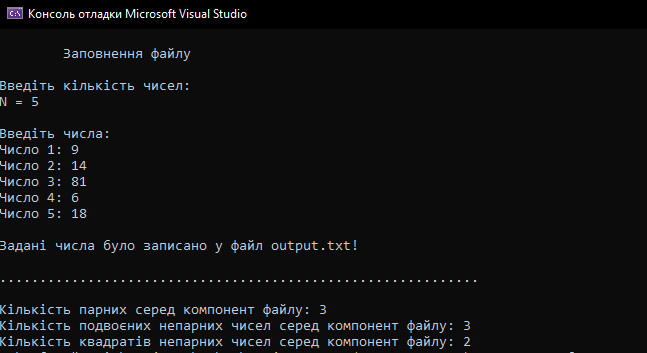 Консоль отладки Microsoft Visual Studio
Заповнення файлу
Введіть кількість чисел:
N = 5
Введіть числа:
Число 1: 9
Число 2: 14
Число 3: 81
Число 4: 6
Число 5: 18
Задані числа було записано у файл output.txt!
............................................................
Кількість парних серед компонент файлу: 3
Кількість подвоєних непарних чисел серед компонент файлу: 3
Кількість квадратів непарних чисел серед компонент файлу: 2